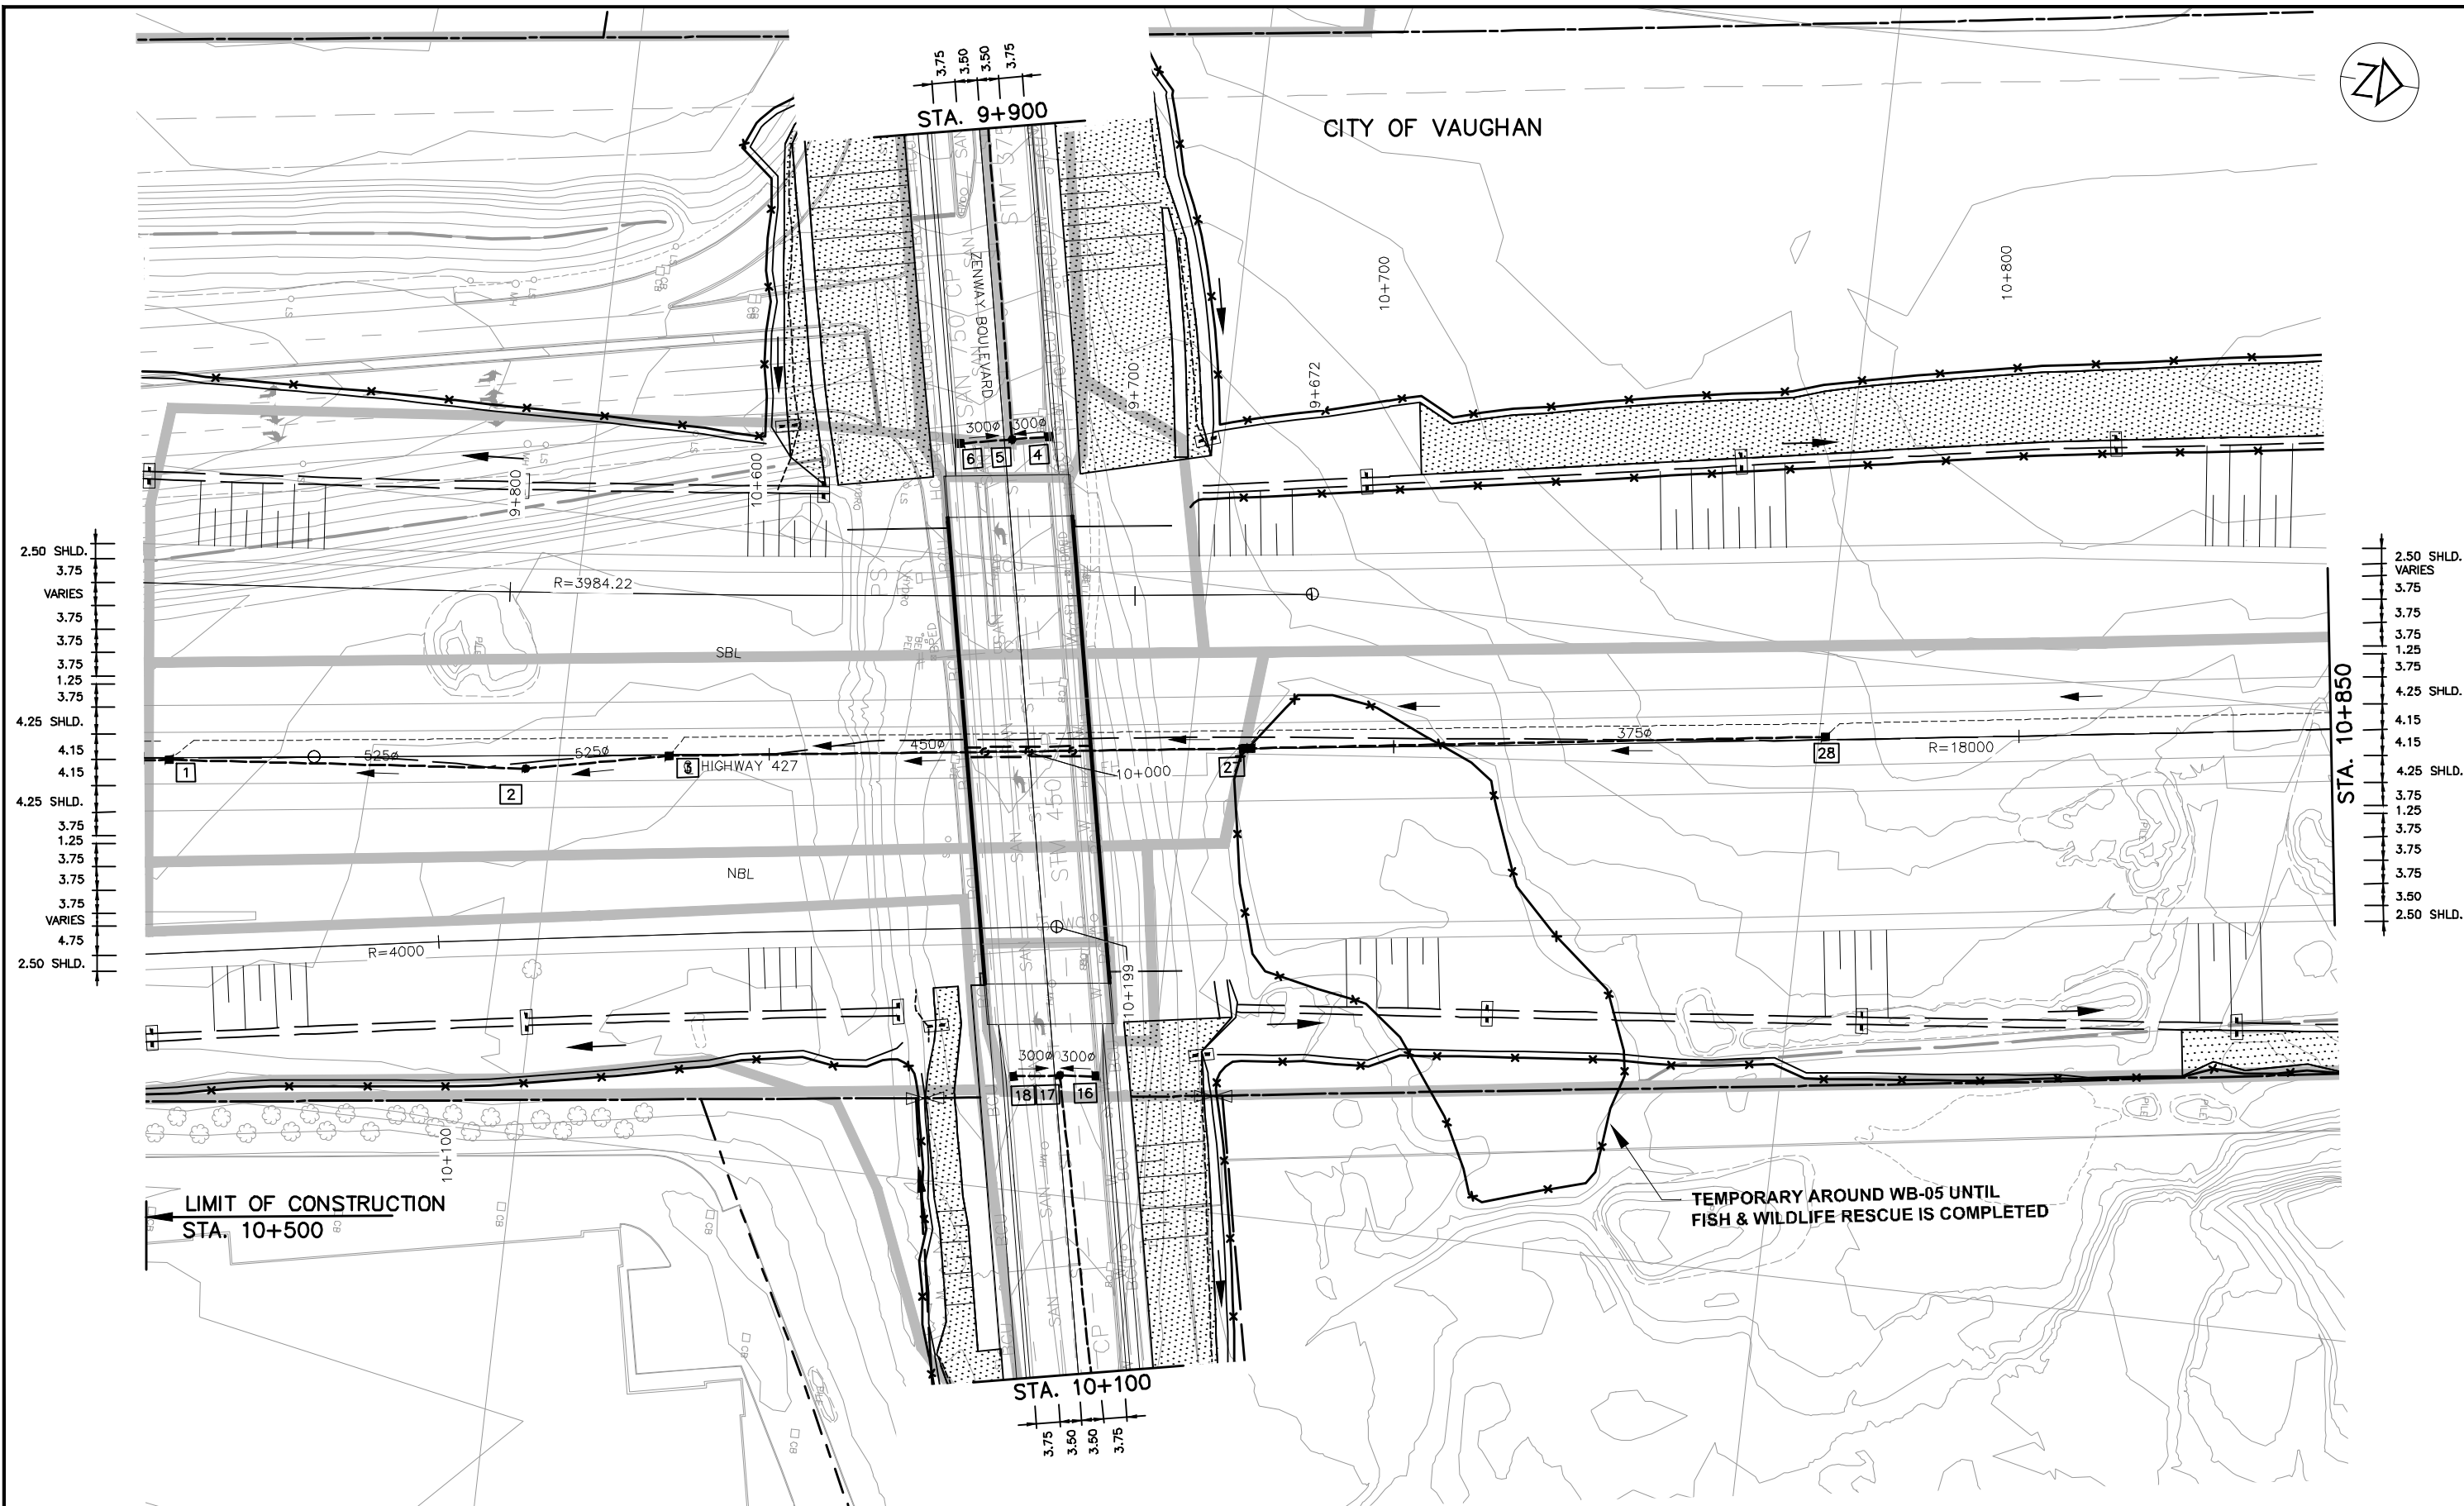 3.75
3.50
3.50
3.75
STA. 9+900
CITY OF VAUGHAN
ZENWAY BOULEVARD
SAN 750 CP
STM 375
10+700
10+800
9+700
9+672
300ø
300ø
6
5
4
10+600
9+800
2.50 SHLD.
3.75
VARIES
3.75
3.75
3.75
1.25
3.75
4.25 SHLD.
4.15
4.15
4.25 SHLD.
3.75
1.25
3.75
3.75
3.75
VARIES
4.75
2.50 SHLD.
R=3984.22
SBL
525ø
525ø
450ø
375ø
1
2
HIGHWAY 427
10+000
27
28
R=18000
NBL
R=4000
STM 450
10+199
STA. 10+850
2.50 SHLD.
VARIES
3.75
3.75
3.75
1.25
3.75
4.25 SHLD.
4.15
4.15
4.25 SHLD.
3.75
1.25
3.75
3.75
3.75
3.50
2.50 SHLD.
300ø
300ø
18
17
16
10+100
LIMIT OF CONSTRUCTION
STA. 10+500
TEMPORARY AROUND WB-05 UNTIL
FISH & WILDLIFE RESCUE IS COMPLETED
STA. 10+100
3.75
3.50
3.50
3.75